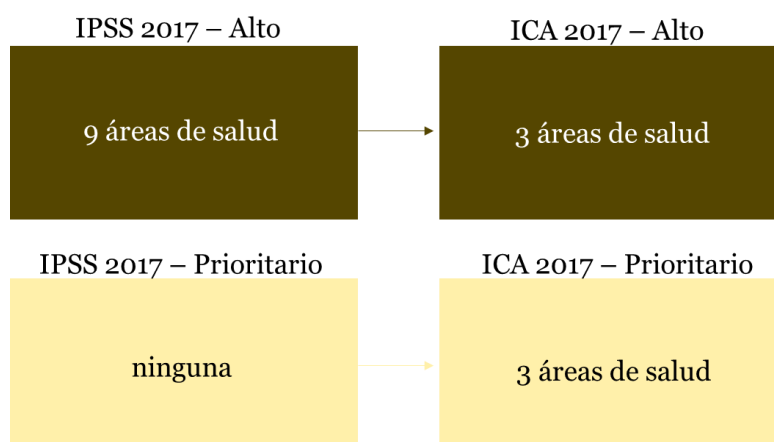 IPSS 2017 – Alto
ICA 2017 – Alto
9 áreas de salud
3 áreas de salud
IPSS 2017 – Prioritario
ICA 2017 – Prioritario
ninguna
3 áreas de salud